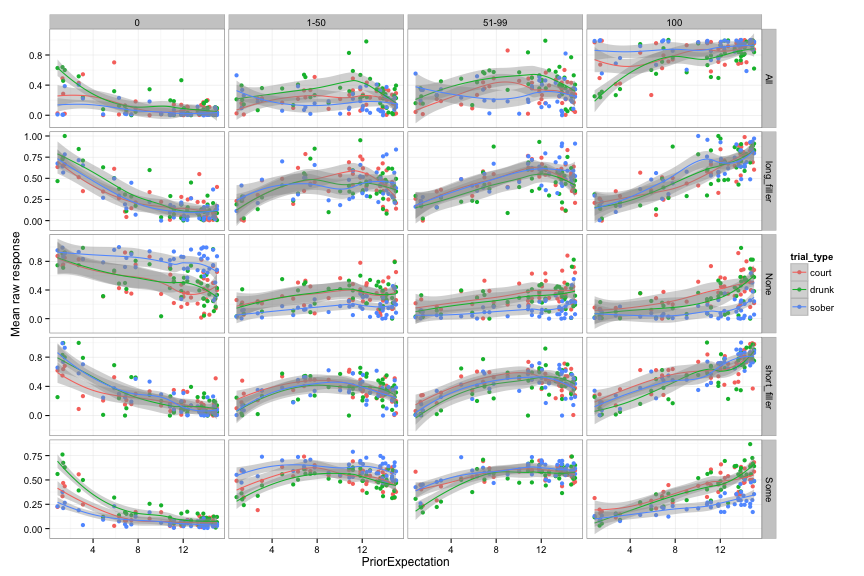 0 1-50 51-99 100
0.8
0.4
0.0
All
1.00
0.75
0.50
0.25
0.00
long_filler
0.8
0.4
0.0
None
0.8
0.4
0.0
short_filler
0.75
0.50
0.25
0.00
Some
4 8 12 4 8 12 4 8 12 4 8 12
PriorExpectation
Mean raw response
trial_type
court
drunk
sober